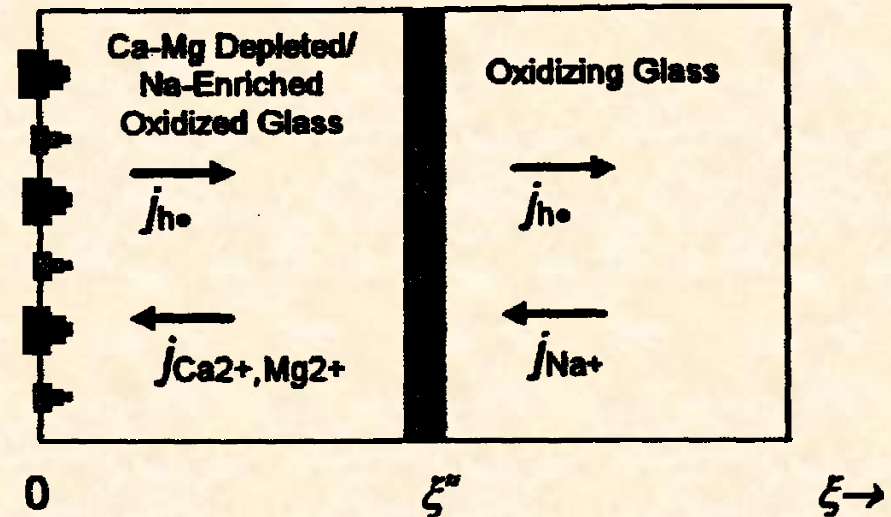 Ca-Mg Depleted/
Na-Enriched
Oxidized Glass
Oxidizing Glass
jh•
jh•
jCa2+,Mg2+
jNa+
0
ξ"
ξ→